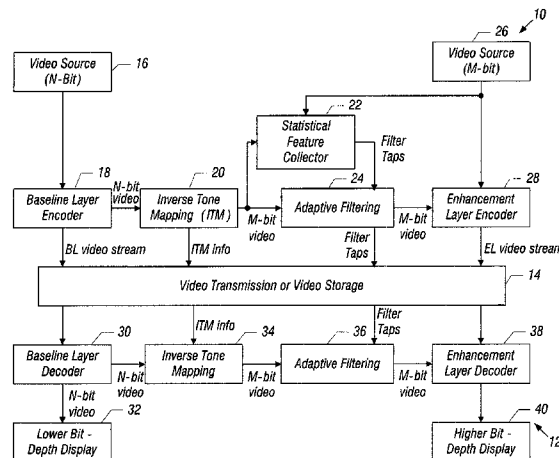 10
26
Video Source
(N-Bit)
16
Video Source
(M-bit)
22
Statistical
Feature
Collector
Filter
Taps
18
N-bit
video
20
24
28
Baseline Layer
Encoder
Inverse Tone
Mapping (ITM)
M-bit
video
Adaptive Filtering
M-bit
video
Enhancement
Layer Encoder
BL video stream
ITM info
Filter
Taps
EL video stream
14
Video Transmission or Video Storage
30
ITM info
34
Filter
Taps
36
38
Baseline Layer
Decoder
N-bit
video
Inverse Tone
Mapping
M-bit
video
Adaptive Filtering
M-bit
video
Enhancement
Layer Decoder
N-bit
video
32
40
12
Lower Bit -
Depth Display
Higher Bit -
Depth Display